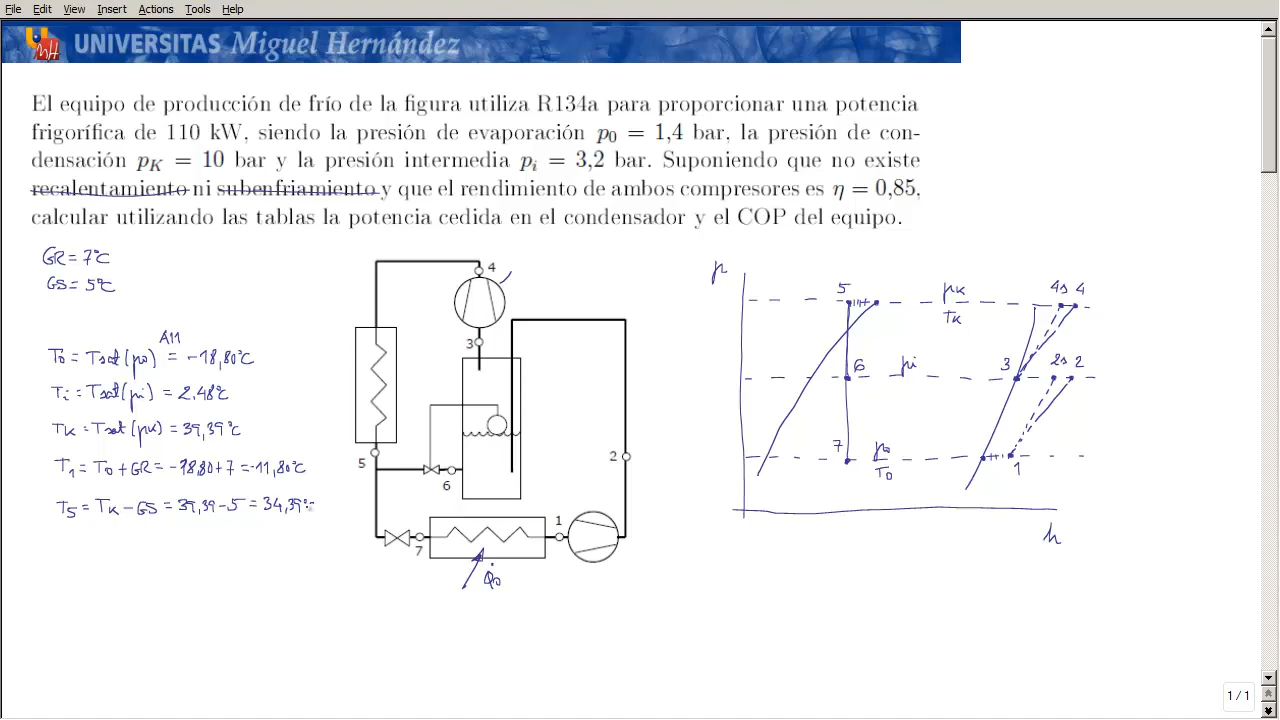 File Edit View Insert Actions Tools Help
UMH UNIVERSITAS Miguel Hernández
El equipo de producción de frío de la figura utiliza R134a para proporcionar una potencia
frigorífica de 110 kW, siendo la presión de evaporación p0 = 1,4 bar, la presión de con-
densación pK = 10 bar y la presión intermedia pi = 3,2 bar. Suponiendo que no existe
recalentamiento ni subenfriamiento y que el rendimiento de ambos compresores es η = 0,85,
calcular utilizando las tablas la potencia cedida en el condensador y el COP del equipo.
GR = 7°C
GS = 5°C
A11
T0 = Tsat(p0) = -18,80°C
Ti = Tsat(pi) = 2,48°C
TK = Tsat(pK) = 39,39°C
T1 = T0 + GR = -18,80 + 7 = -11,80°C
T5 = TK - GS = 39,39 - 5 = 34,39°C
4
3
2
5
6
1
7
Q̇0
p
5 pK 4s 4
TK
6 pi 3 2s 2
7 p0 1
T0
h
1 / 1